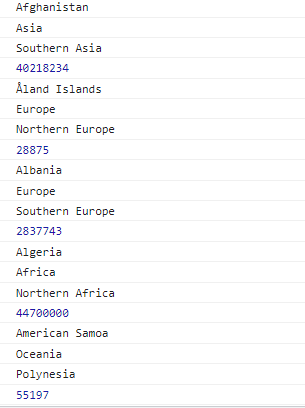 Afghanistan
Asia
Southern Asia
40218234
Åland Islands
Europe
Northern Europe
28875
Albania
Europe
Southern Europe
2837743
Algeria
Africa
Northern Africa
44700000
American Samoa
Oceania
Polynesia
55197